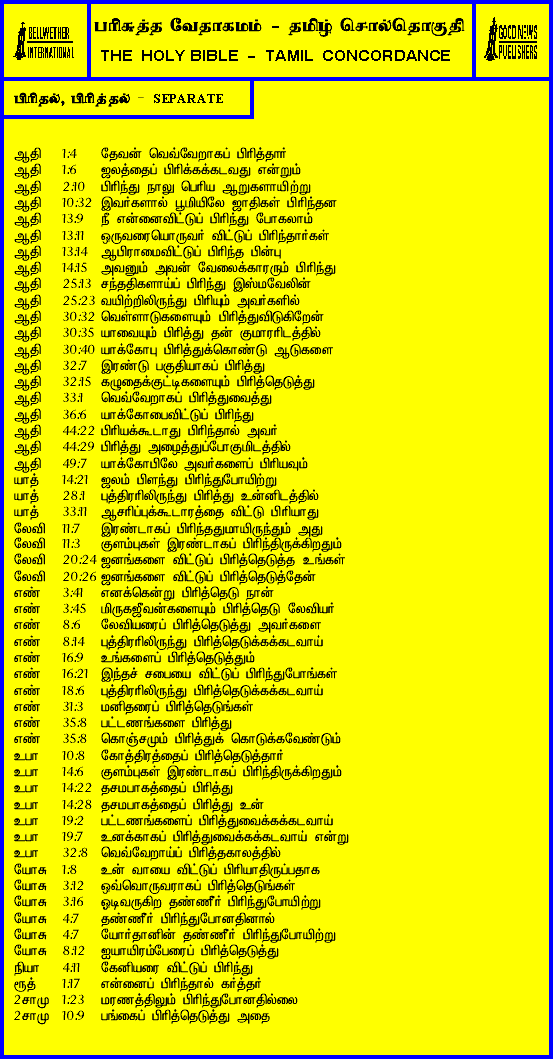 BELLWETHER
INTERNATIONAL
பரிசுத்த வேதாகமம் - தமிழ் சொல்தொகுதி
THE HOLY BIBLE - TAMIL CONCORDANCE
GOOD NEWS
PUBLISHERS
பிரிதல், பிரித்தல் - SEPARATE
ஆதி 1:4 தேவன் வெவ்வேறாகப் பிரித்தார்
ஆதி 1:6 ஜலத்தைப் பிரிக்கக்கடவது என்றும்
ஆதி 2:10 பிரிந்து நாலு பெரிய ஆறுகளாயிற்று
ஆதி 10:32 இவர்களால் பூமியிலே ஜாதிகள் பிரிந்தன
ஆதி 13:9 நீ என்னைவிட்டுப் பிரிந்து போகலாம்
ஆதி 13:11 ஒருவரையொருவர் விட்டுப் பிரிந்தார்கள்
ஆதி 13:14 ஆபிராமைவிட்டுப் பிரிந்த பின்பு
ஆதி 14:15 அவனும் அவன் வேலைக்காரரும் பிரிந்து
ஆதி 25:13 சந்ததிகளாய்ப் பிரிந்து இஸ்மவேலின்
ஆதி 25:23 வயிற்றிலிருந்து பிரியும் அவர்களில்
ஆதி 30:32 வெள்ளாடுகளையும் பிரித்துவிடுகிறேன்
ஆதி 30:35 யாவையும் பிரித்து தன் குமாரரிடத்தில்
ஆதி 30:40 யாக்கோபு பிரித்துக்கொண்டு ஆடுகளை
ஆதி 32:7 இரண்டு பகுதியாகப் பிரித்து
ஆதி 32:15 கழுதைக்குட்டிகளையும் பிரித்தெடுத்து
ஆதி 33:1 வெவ்வேறாகப் பிரித்துவைத்து
ஆதி 36:6 யாக்கோபைவிட்டுப் பிரிந்து
ஆதி 44:22 பிரியக்கூடாது பிரிந்தால் அவர்
ஆதி 44:29 பிரித்து அழைத்துப்போகுமிடத்தில்
ஆதி 49:7 யாக்கோபிலே அவர்களைப் பிரியவும்
யாத் 14:21 ஜலம் பிளந்து பிரிந்துபோயிற்று
யாத் 28:1 புத்திரரிலிருந்து பிரித்து உன்னிடத்தில்
யாத் 33:11 ஆசரிப்புக்கூடாரத்தை விட்டு பிரியாது
லேவி 11:7 இரண்டாகப் பிரிந்ததுமாயிருந்தும் அது
லேவி 11:3 குளம்புகள் இரண்டாகப் பிரிந்திருக்கிறதும்
லேவி 20:24 ஜனங்களை விட்டுப் பிரித்தெடுத்த உங்கள்
லேவி 20:26 ஜனங்களை விட்டுப் பிரித்தெடுத்தேன்
எண் 3:41 எனக்கென்று பிரித்தெடு நான்
எண் 3:45 மிருகஜீவன்களையும் பிரித்தெடு லேவியர்
எண் 8:6 லேவியரைப் பிரித்தெடுத்து அவர்களை
எண் 8:14 புத்திரரிலிருந்து பிரித்தெடுக்கக்கடவாய்
எண் 16:9 உங்களைப் பிரித்தெடுத்தும்
எண் 16:21 இந்தச் சபையை விட்டுப் பிரிந்துபோங்கள்
எண் 18:6 புத்திரரிலிருந்து பிரித்தெடுக்கக்கடவாய்
எண் 31:3 மனிதரைப் பிரித்தெடுங்கள்
எண் 35:8 பட்டணங்களை பிரித்து
எண் 35:8 கொஞ்சமும் பிரித்துக் கொடுக்கவேண்டும்
உபா 10:8 கோத்திரத்தைப் பிரித்தெடுத்தார்
உபா 14:6 குளம்புகள் இரண்டாகப் பிரிந்திருக்கிறதும்
உபா 14:22 தசமபாகத்தைப் பிரித்து
உபா 14:28 தசமபாகத்தைப் பிரித்து உன்
உபா 19:2 பட்டணங்களைப் பிரித்துவைக்கக்கடவாய்
உபா 19:7 உனக்காகப் பிரித்துவைக்கக்கடவாய் என்று
உபா 32:8 வெவ்வேறாய்ப் பிரித்தகாலத்தில்
யோசு 1:8 உன் வாயை விட்டுப் பிரியாதிருப்பதாக
யோசு 3:12 ஒவ்வொருவராகப் பிரித்தெடுங்கள்
யோசு 3:16 ஓடிவருகிற தண்ணீர் பிரிந்துபோயிற்று
யோசு 4:7 தண்ணீர் பிரிந்துபோனதினால்
யோசு 4:7 யோர்தானின் தண்ணீர் பிரிந்துபோயிற்று
யோசு 8:12 ஐயாயிரம்பேரைப் பிரித்தெடுத்து
நியா 4:11 கேனியரை விட்டுப் பிரிந்து
ரூத் 1:17 என்னைப் பிரிந்தால் கர்த்தர்
2சாமு 1:23 மரணத்திலும் பிரிந்துபோனதில்லை
2சாமு 10:9 பங்கைப் பிரித்தெடுத்து அதை